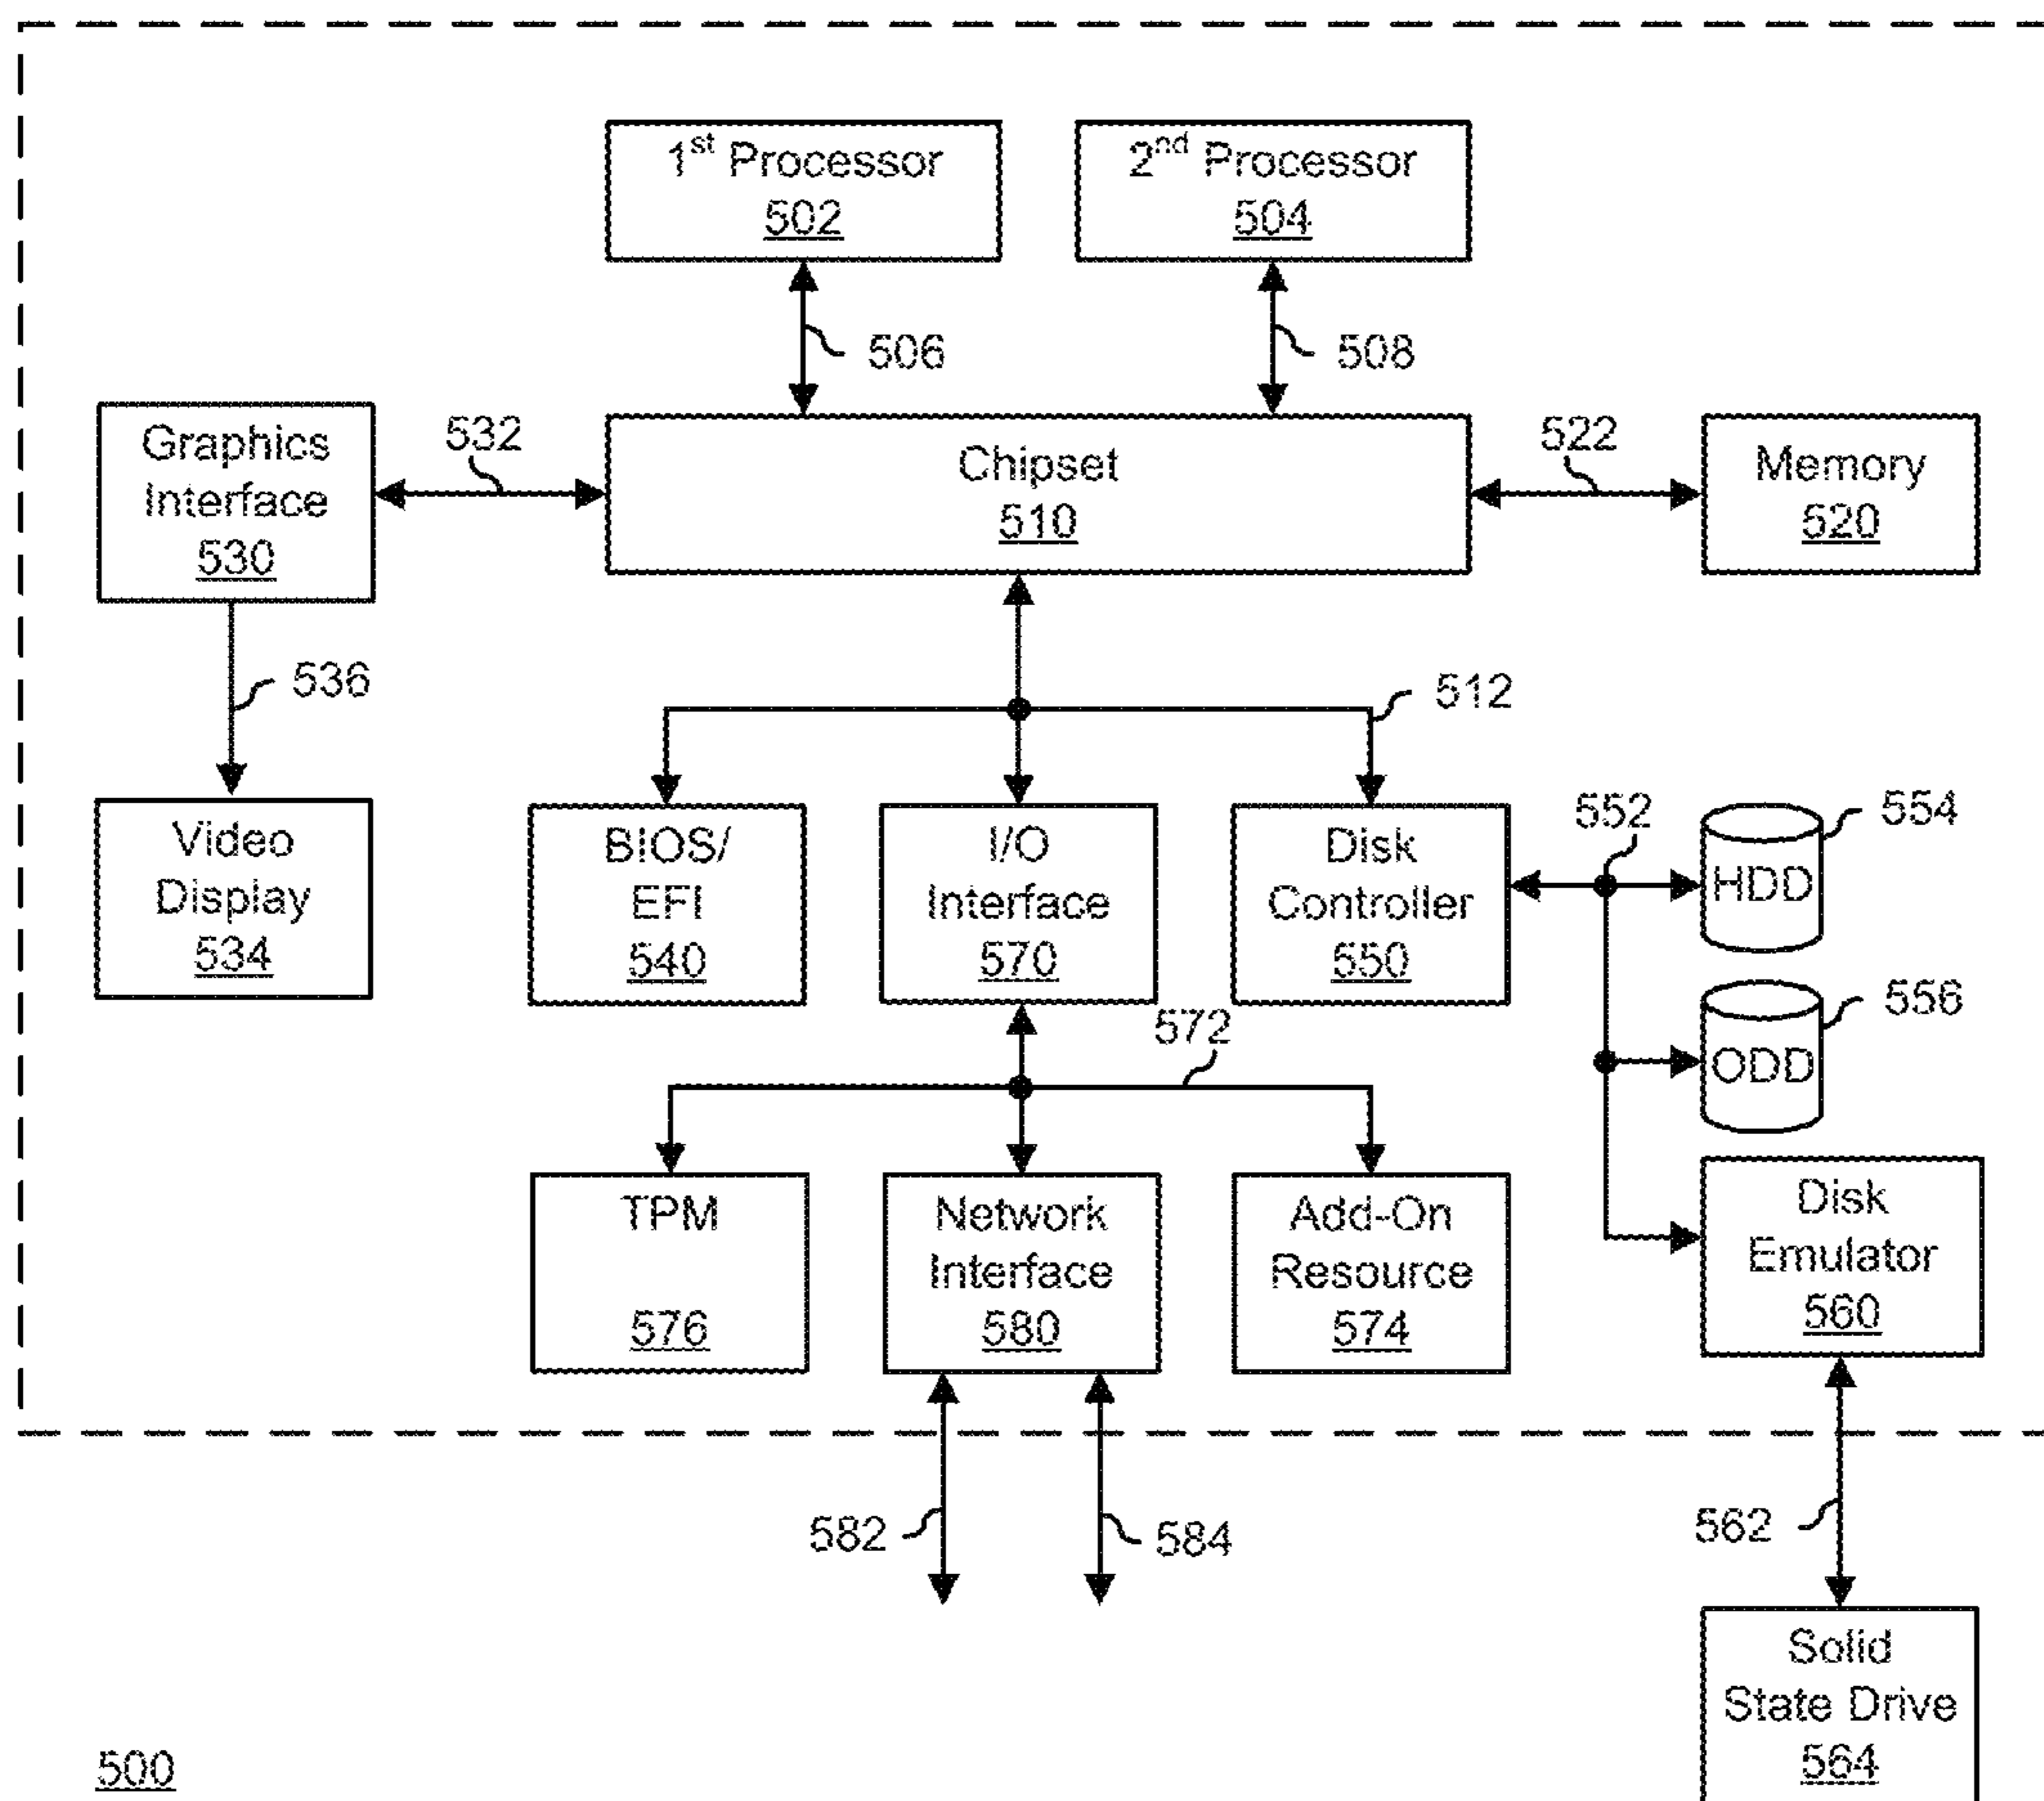 1st Processor
502
2nd Processor
504
506
508
Graphics
Interface
530
532
Chipset
510
522
Memory
520
536
512
Video
Display
534
BIOS/
EFI
540
I/O
Interface
570
Disk
Controller
550
552
HDD
554
ODD
556
572
TPM
576
Network
Interface
580
Add-On
Resource
574
Disk
Emulator
560
582
584
562
Solid
State Drive
564
500